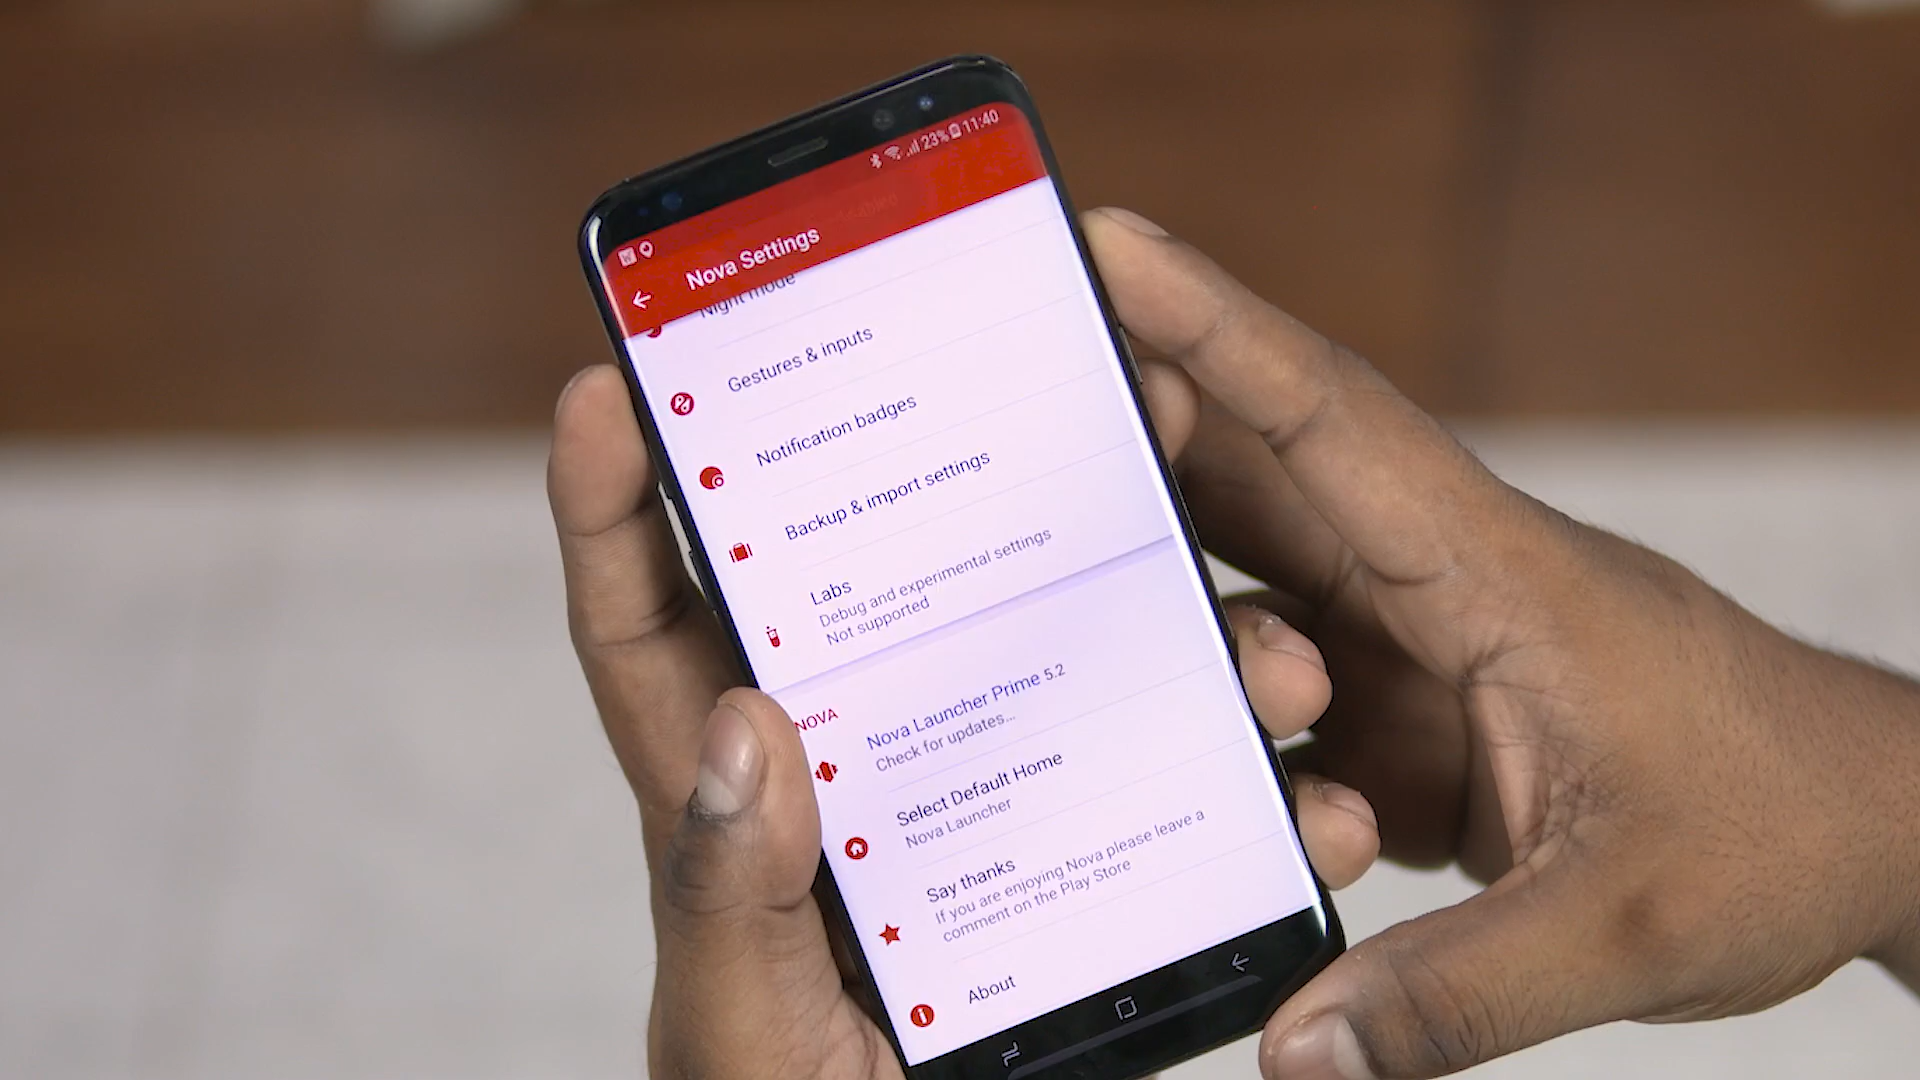 23% 11:40
Nova Settings
Night mode
Gestures & inputs
Notification badges
Backup & import settings
Labs
Debug and experimental settings
Not supported
NOVA
Nova Launcher Prime 5.2
Check for updates...
Select Default Home
Nova Launcher
Say thanks
If you are enjoying Nova please leave a
comment on the Play Store
About